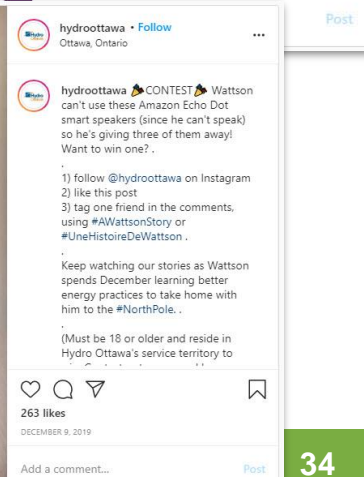 Post
hydroottawa • Follow
Ottawa, Ontario
hydroottawa 🎉CONTEST🎉 Wattson
can't use these Amazon Echo Dot
smart speakers (since he can't speak)
so he's giving three of them away!
Want to win one? .
.
1) follow @hydroottawa on Instagram
2) like this post
3) tag one friend in the comments,
using #AWattsonStory or
#UneHistoireDeWattson .
.
Keep watching our stories as Wattson
spends December learning better
energy practices to take home with
him to the #NorthPole. .
.
(Must be 18 or older and reside in
Hydro Ottawa's service territory to
263 likes
DECEMBER 9, 2019
Add a comment... Post
34